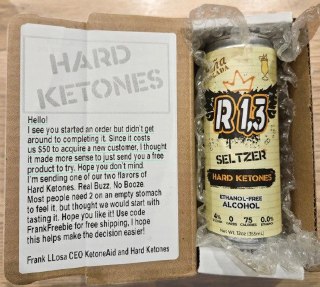 HARD
KETONES
Hello!
I see you started an order but didn't get
around to completing it. Since it costs
us $50 to acquire a new customer, I thought
it made more sense to just send you a free
product to try. Hope you don't mind.
I'm sending one of our two flavors of
Hard Ketones. Real Buzz. No Booze.
Most people need 2 on an empty stomach
to feel it, but thought we would start with
tasting it. Hope you like it! Use code
FrankFreebie for free shipping, I hope
this helps make the decision easier!
Frank LLosa CEO KetoneAid and Hard Ketones
R 1.3
SELTZER
HARD KETONES
ETHANOL-FREE
ALCOHOL
0
75
0.0%
CALORIES
NET WT. 12oz (355mL)